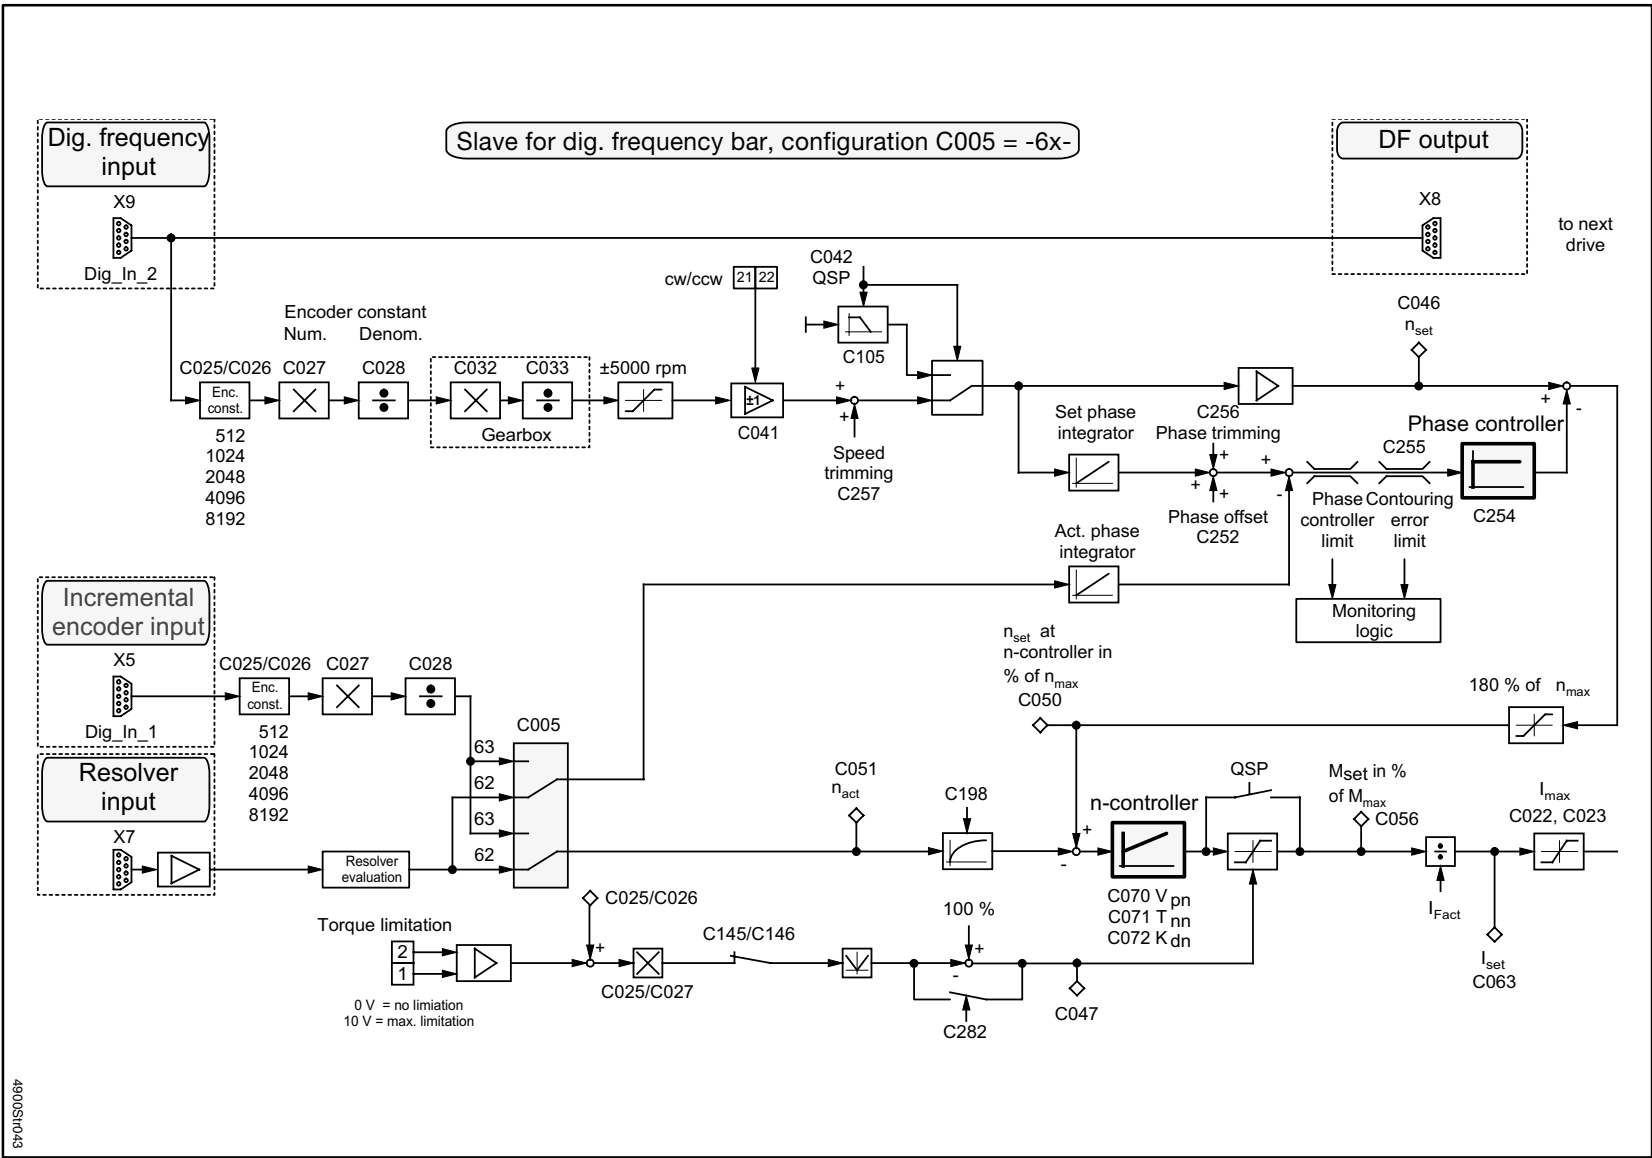 Slave for dig. frequency bar, configuration C005 = -6x-
Dig. frequency
input
X9
Dig_In_2
DF output
X8
to next
drive
cw/ccw
21 22
C042
QSP
C105
C046
nset
Encoder constant
Num. Denom.
C025/C026
C027
C028
C032
C033
±5000 rpm
Enc.
const.
±1
Gearbox
C041
512
1024
2048
4096
8192
+
+
Speed
trimming
C257
Set phase
integrator
C256
Phase trimming
+
+
+
Phase offset
C252
+
-
+
-
Phase controller
C255
C254
Phase
controller
limit
Contouring
error
limit
Monitoring
logic
Act. phase
integrator
Incremental
encoder input
X5
Dig_In_1
C025/C026
C027
C028
Enc.
const.
512
1024
2048
4096
8192
C005
63
62
63
62
Resolver
input
X7
Resolver
evaluation
nset at
n-controller in
% of nmax
C050
180 % of nmax
C051
nact
C198
+
-
n-controller
C070 Vpn
C071 Tnn
C072 Kdn
QSP
Mset in %
of Mmax
C056
Imax
C022, C023
IFact
Iset
C063
Torque limitation
2
1
0 V = no limiation
10 V = max. limitation
C025/C026
+
C025/C027
C145/C146
100 %
+
-
C282
C047
4900Str043